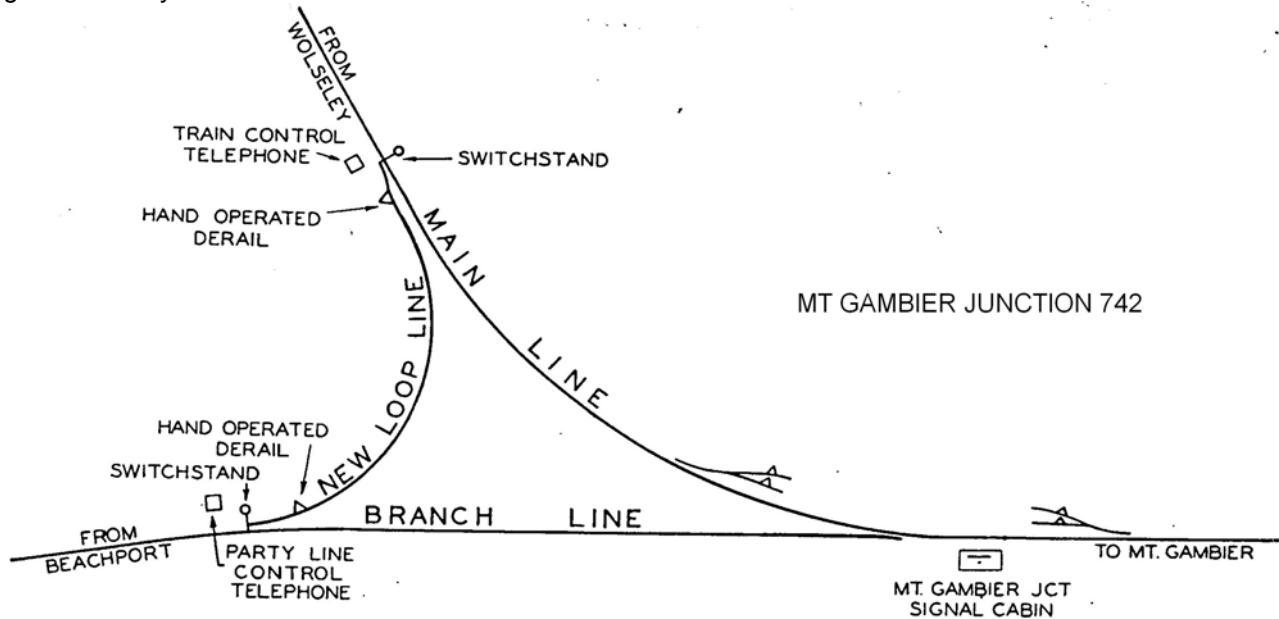 FROM
WOLSELEY
TRAIN CONTROL
TELEPHONE
SWITCHSTAND
HAND OPERATED
DERAIL
MAIN LINE
MT GAMBIER JUNCTION 742
NEW LOOP LINE
HAND OPERATED
DERAIL
SWITCHSTAND
BRANCH LINE
FROM
BEACHPORT
PARTY LINE
CONTROL
TELEPHONE
TO MT. GAMBIER
MT. GAMBIER JCT
SIGNAL CABIN